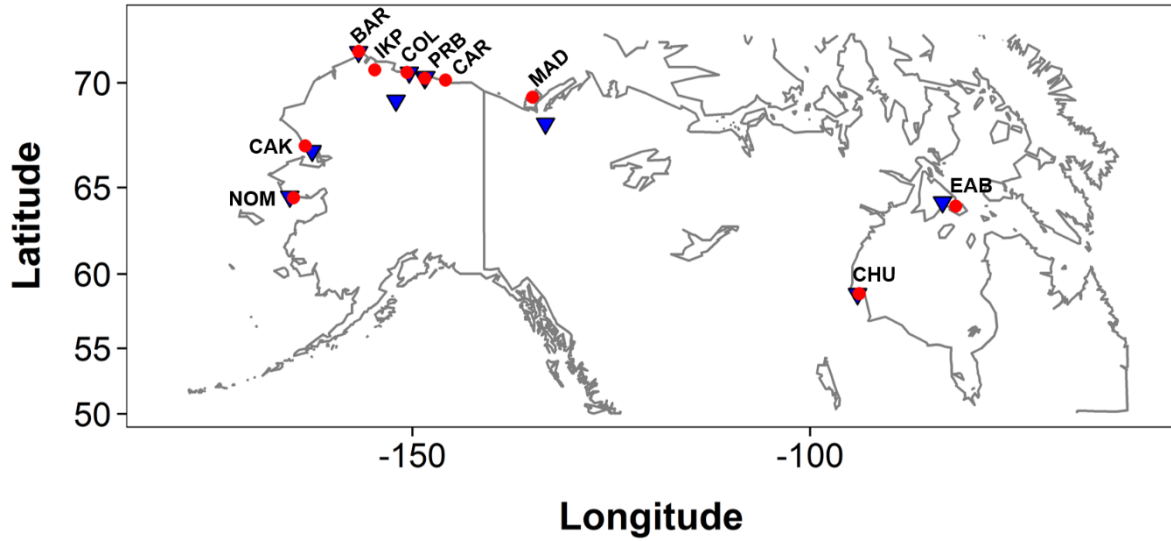 BAR
IKP
COL
PRB
CAR
MAD
70
CAK
65
NOM
EAB
60
CHU
55
50
-150
-100
Latitude
Longitude